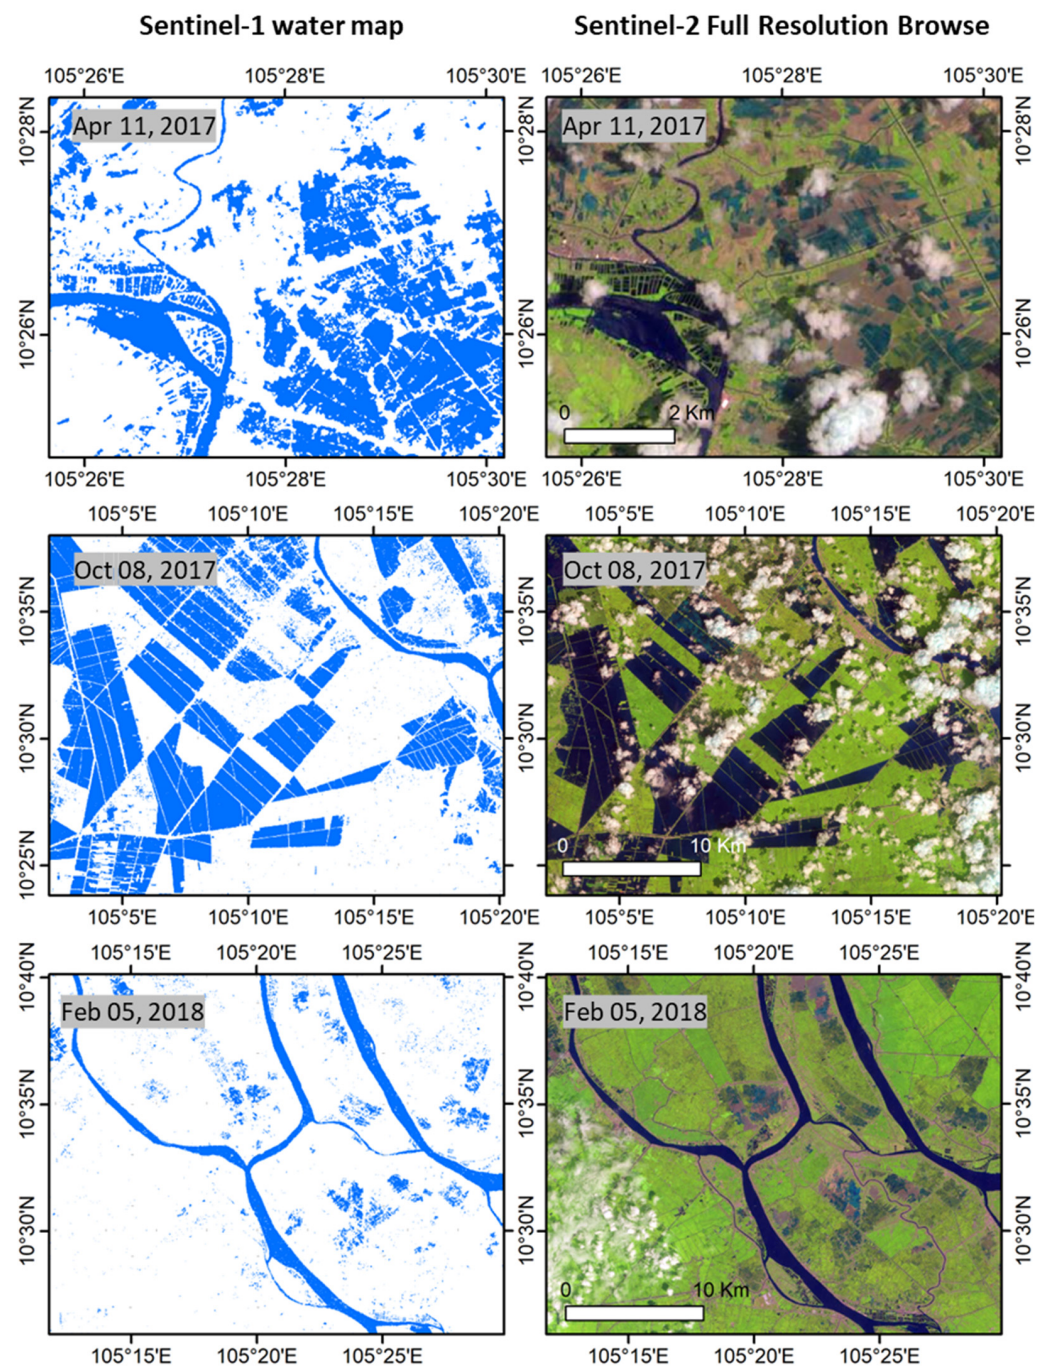 Sentinel-1 water map Sentinel-2 Full Resolution Browse
105°26'E 105°28'E 105°30'E 105°26'E 105°28'E 105°30'E
Apr 11, 2017 Apr 11, 2017
10°28'N 10°28'N 10°28'N
10°26'N 10°26'N 10°26'N
0 2 Km
105°26'E 105°28'E 105°30'E 105°26'E 105°28'E 105°30'E
105°5'E 105°10'E 105°15'E 105°20'E 105°5'E 105°10'E 105°15'E 105°20'E
Oct 08, 2017 Oct 08, 2017
10°35'N 10°35'N 10°35'N
10°30'N 10°30'N 10°30'N
10°25'N 10°25'N 10°25'N
0 10 Km
105°5'E 105°10'E 105°15'E 105°20'E 105°5'E 105°10'E 105°15'E 105°20'E
105°15'E 105°20'E 105°25'E 105°15'E 105°20'E 105°25'E
10°40'N 10°40'N 10°40'N
Feb 05, 2018 Feb 05, 2018
10°35'N 10°35'N 10°35'N
10°30'N 10°30'N 10°30'N
0 10 Km
105°15'E 105°20'E 105°25'E 105°15'E 105°20'E 105°25'E